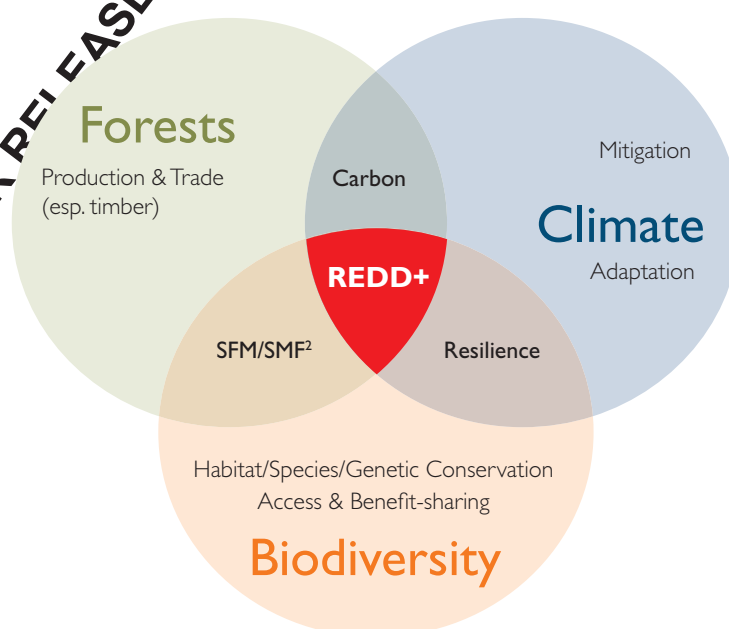 RELEASE
Forests
Production & Trade
(esp. timber)
Carbon
Mitigation
Climate
Adaptation
REDD+
SFM/SMF²
Resilience
Habitat/Species/Genetic Conservation
Access & Benefit-sharing
Biodiversity